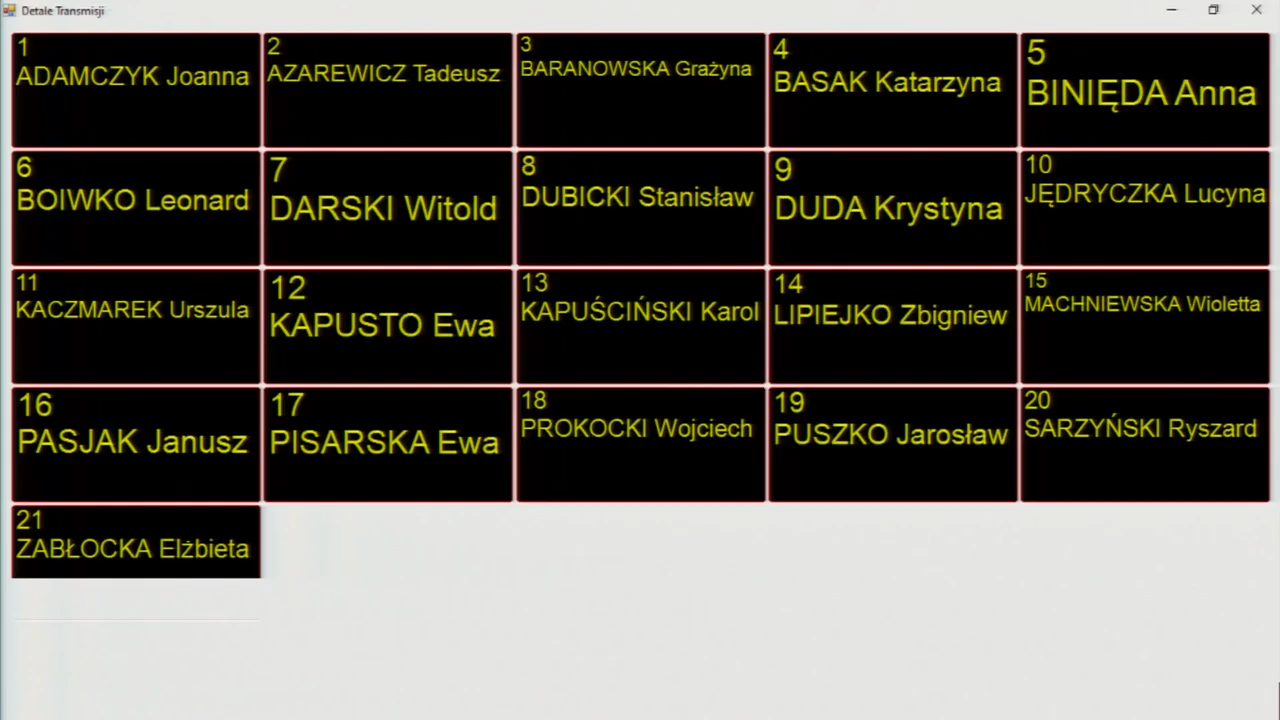 Detale Transmisji
1
ADAMCZYK Joanna
2
AZAREWICZ Tadeusz
3
BARANOWSKA Grażyna
4
BASAK Katarzyna
5
BINIĘDA Anna
6
BOIWKO Leonard
7
DARSKI Witold
8
DUBICKI Stanisław
9
DUDA Krystyna
10
JĘDRYCZKA Lucyna
11
KACZMAREK Urszula
12
KAPUSTO Ewa
13
KAPUŚCIŃSKI Karol
14
LIPIEJKO Zbigniew
15
MACHNIEWSKA Wioletta
16
PASJAK Janusz
17
PISARSKA Ewa
18
PROKOCKI Wojciech
19
PUSZKO Jarosław
20
SARZYŃSKI Ryszard
21
ZABŁOCKA Elżbieta